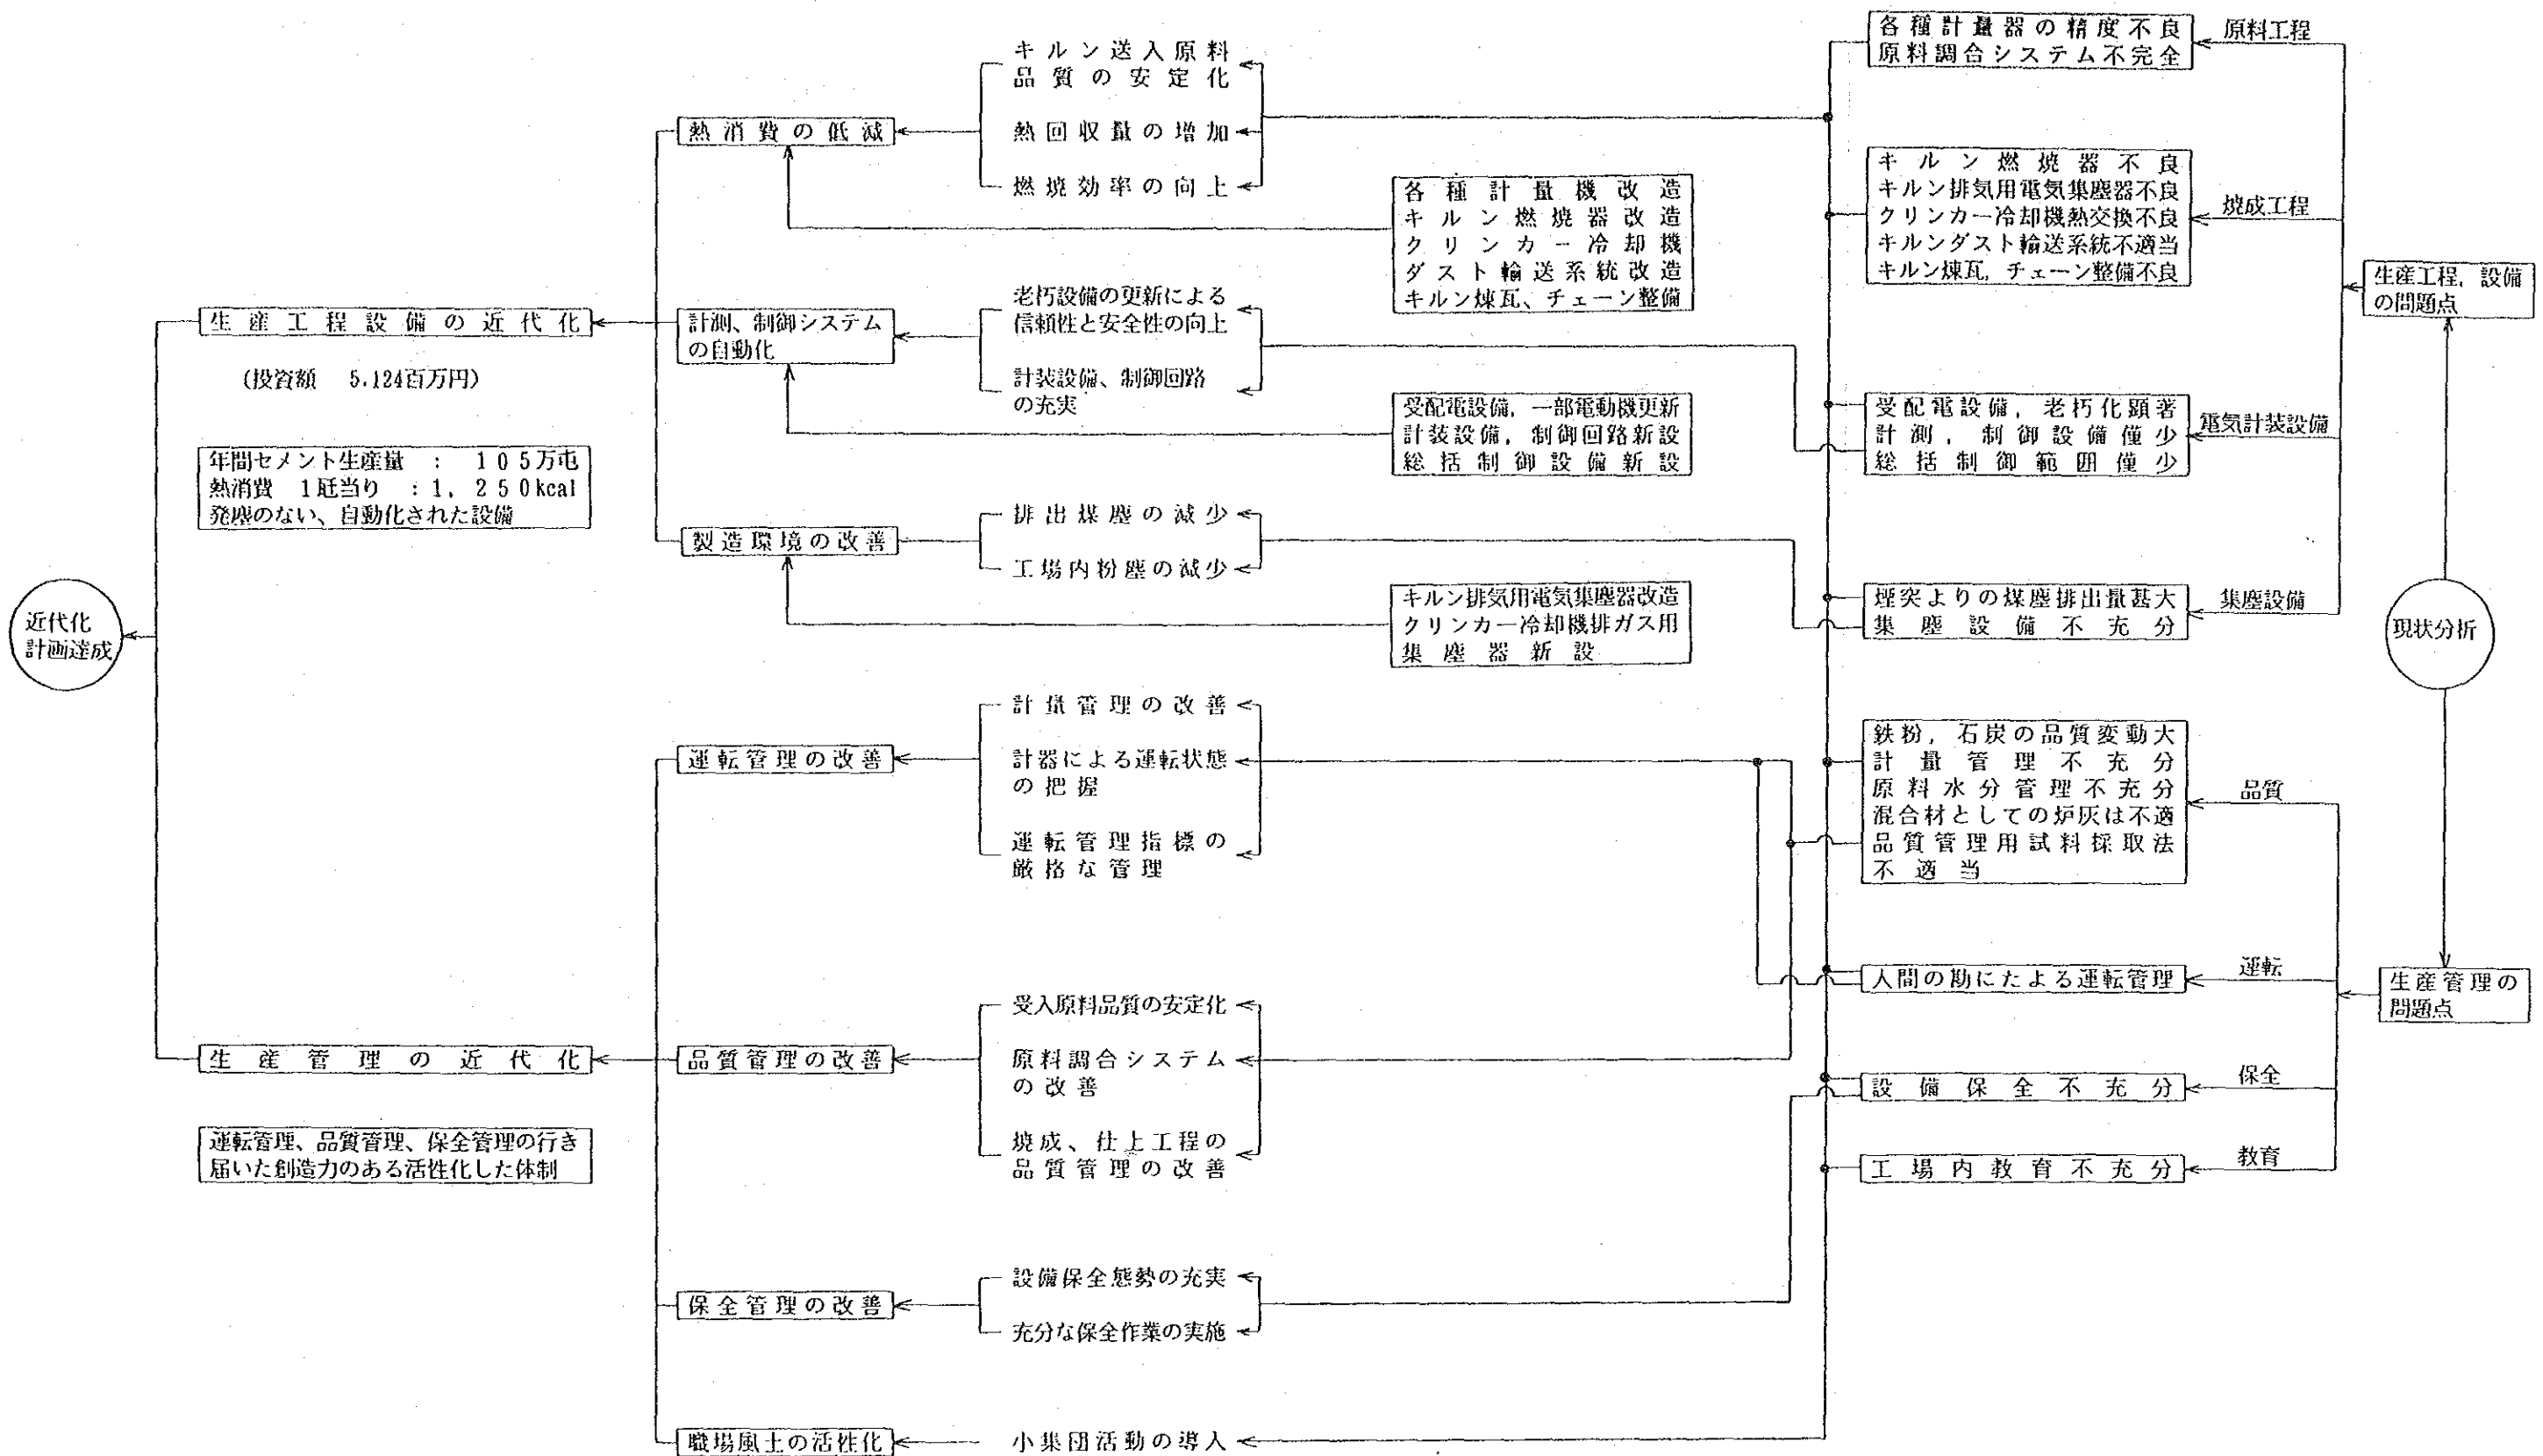 近代化
計画達成
生産工程設備の近代化
(投資額 5.124百万円)
年間セメント生産量 : 105万屯
熱消費 1瓩当り :1,250kcal
発塵のない、自動化された設備
生産管理の近代化
運転管理、品質管理、保全管理の行き
届いた創造力のある活性化した体制
熱消費の低減
計測、制御システム
の自動化
製造環境の改善
運転管理の改善
品質管理の改善
保全管理の改善
職場風土の活性化
キルン送入原料
品質の安定化
熱回収量の増加
燃焼効率の向上
老朽設備の更新による
信頼性と安全性の向上
計装設備、制御回路
の充実
排出煤塵の減少
工場内粉塵の減少
計量管理の改善
計器による運転状態
の把握
運転管理指標の
厳格な管理
受入原料品質の安定化
原料調合システム
の改善
焼成、仕上工程の
品質管理の改善
設備保全態勢の充実
充分な保全作業の実施
小集団活動の導入
各種計量機改造
キルン燃焼器改造
クリンカー冷却機
ダスト輸送系統改造
キルン煉瓦、チェーン整備
受配電設備,一部電動機更新
計装設備,制御回路新設
総括制御設備新設
キルン排気用電気集塵器改造
クリンカー冷却機排ガス用
集塵器新設
各種計量器の精度不良
原料調合システム不完全
キルン燃焼器不良
キルン排気用電気集塵器不良
クリンカー冷却機熱交換不良
キルンダスト輸送系統不適当
キルン煉瓦,チェーン整備不良
受配電設備,老朽化顕著
計測,制御設備僅少
総括制御範囲僅少
煙突よりの煤塵排出量甚大
集塵設備不充分
鉄粉,石炭の品質変動大
計量管理不充分
原料水分管理不充分
混合材としての炉灰は不適
品質管理用試料採取法
不適当
人間の勘にたよる運転管理
設備保全不充分
工場内教育不充分
原料工程
焼成工程
電気計装設備
集塵設備
品質
運転
保全
教育
生産工程,設備
の問題点
現状分析
生産管理の
問題点